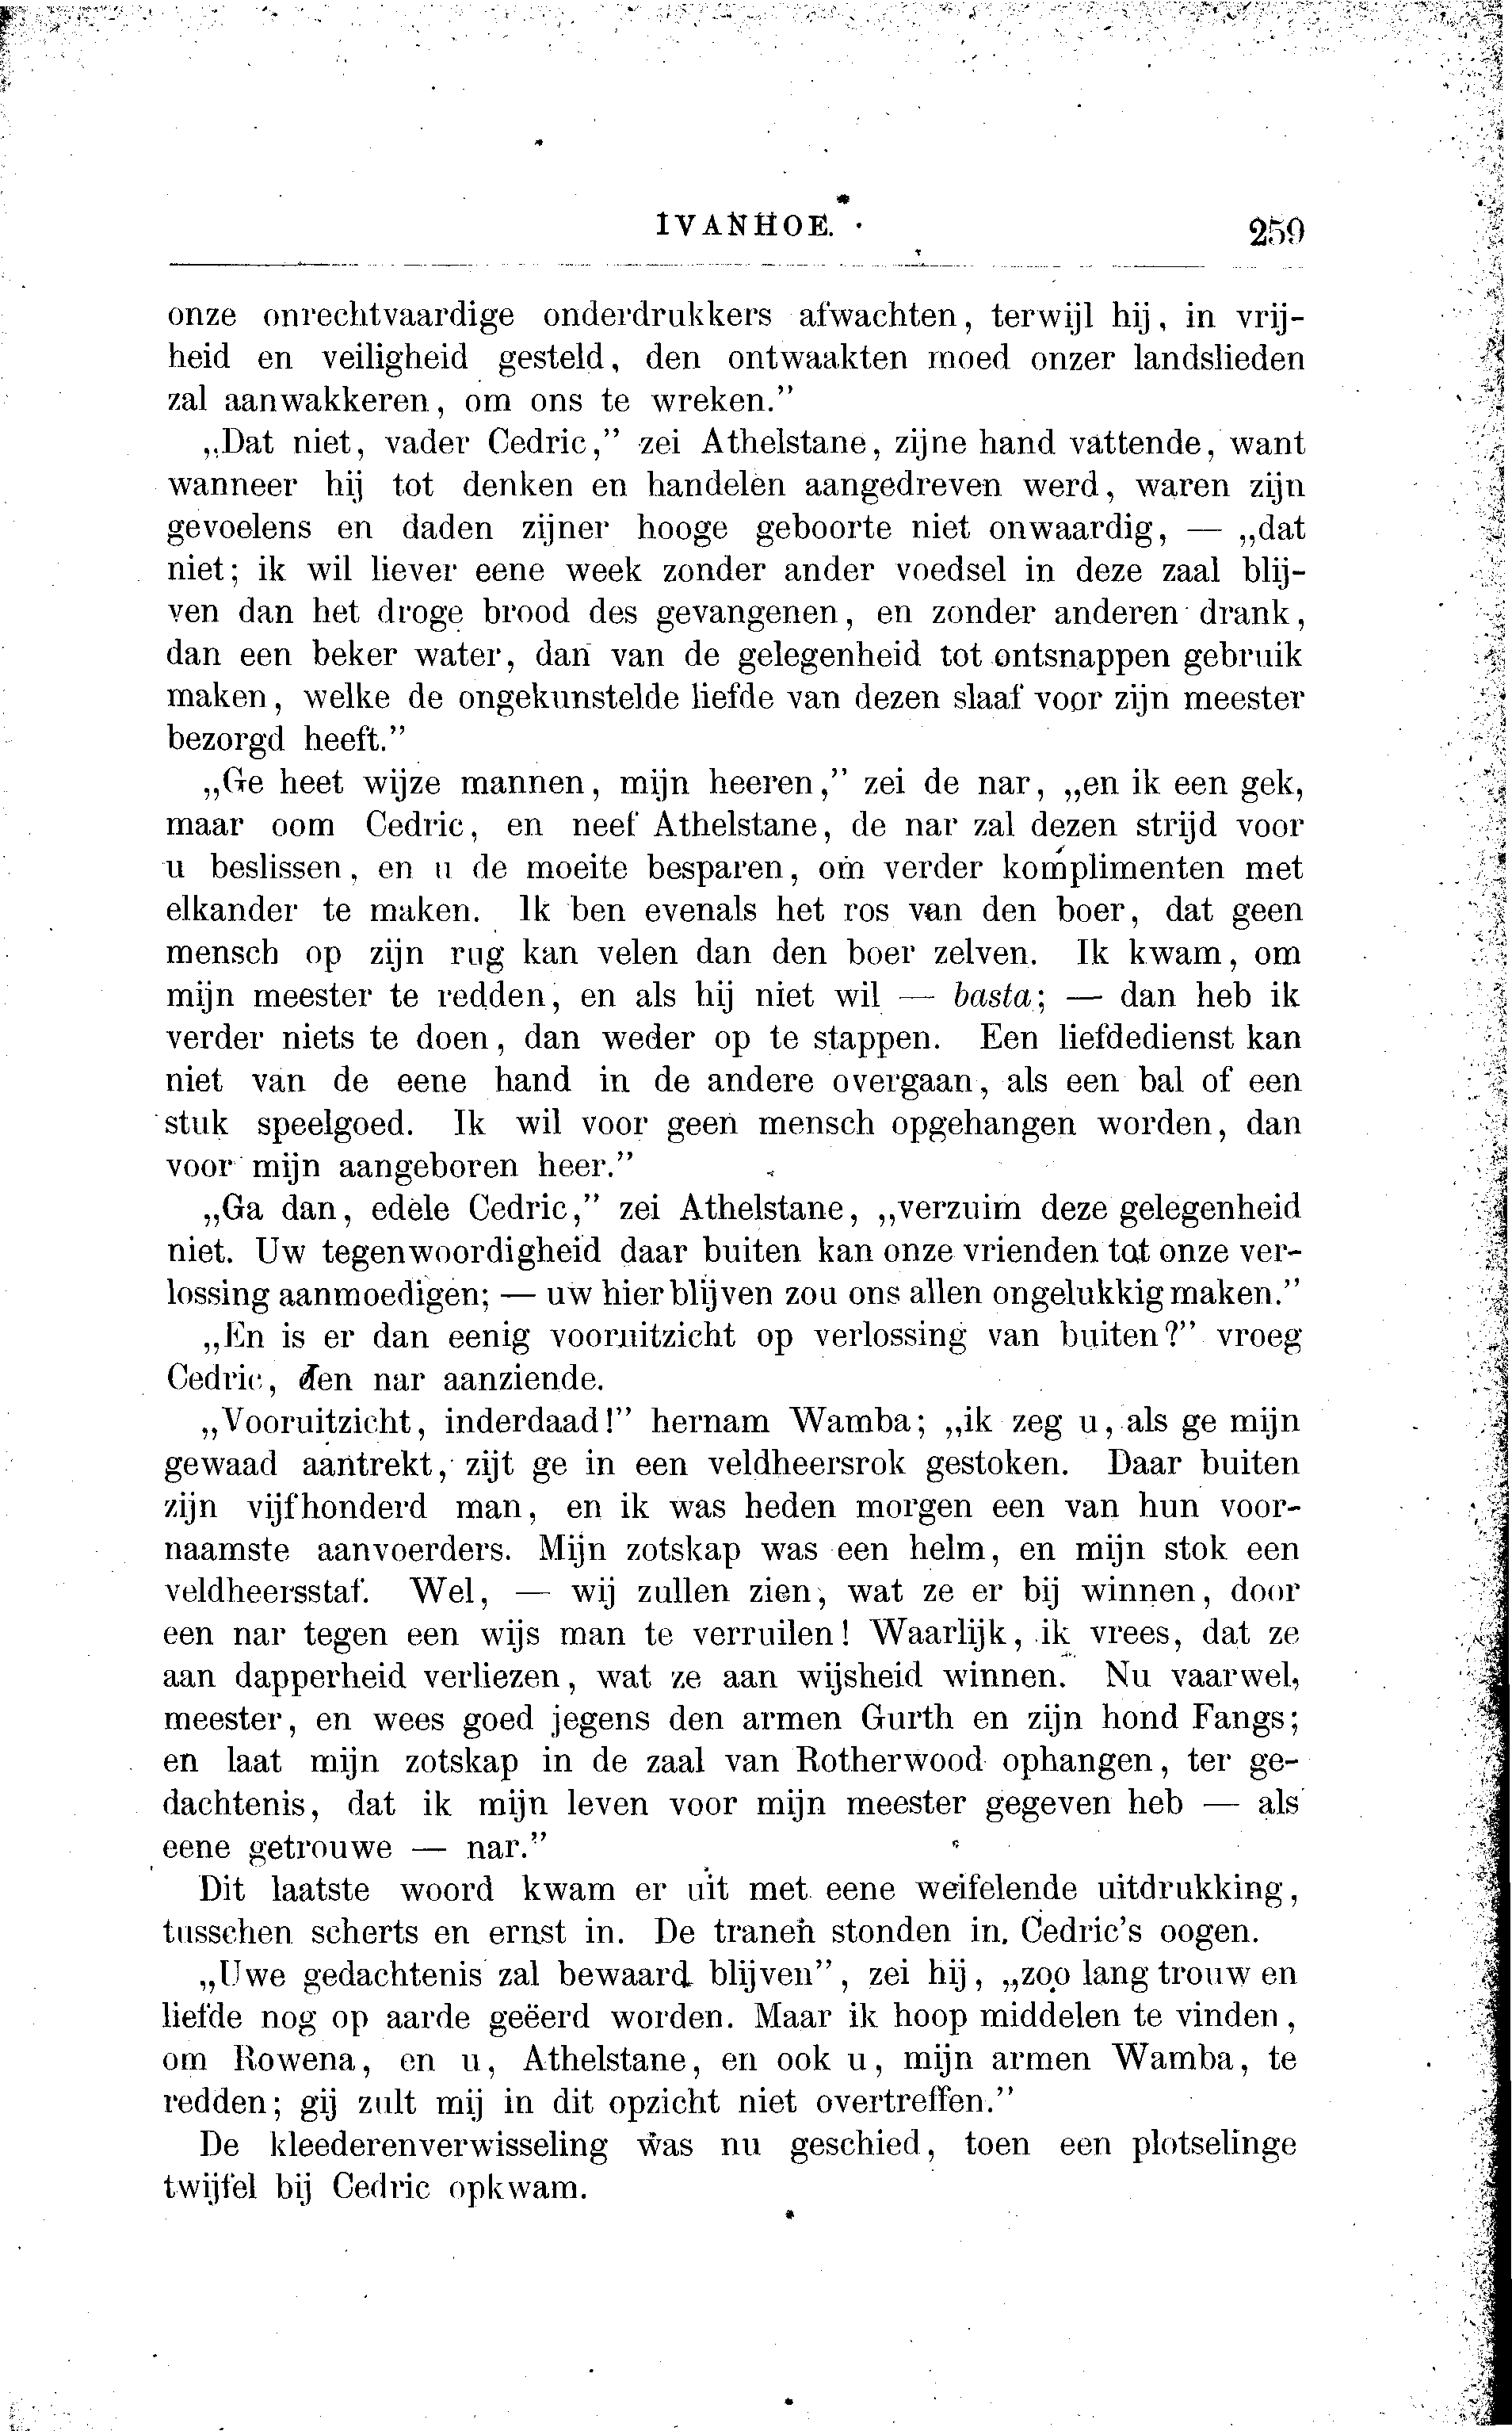 IVANHOE. 259
onze onrechtvaardige onderdrukkers afwachten, terwijl hij, in vrij-
heid en veiligheid gesteld, den ontwaakten moed onzer landslieden
zal aanwakkeren, om ons te wreken.”
„Dat niet, vader Cedric,” zei Athelstane, zijne hand vattende, want
wanneer hij tot denken en handelen aangedreven werd, waren zijn
gevoelens en daden zijner hooge geboorte niet onwaardig, — „dat
niet; ik wil liever eene week zonder ander voedsel in deze zaal blij-
ven dan het droge brood des gevangenen, en zonder anderen drank,
dan een beker water, dan van de gelegenheid tot ontsnappen gebruik
maken, welke de ongekunstelde liefde van dezen slaaf voor zijn meester
bezorgd heeft.”
„Ge heet wijze mannen, mijn heeren,” zei de nar, „en ik een gek,
maar oom Cedric, en neef Athelstane, de nar zal dezen strijd voor
u beslissen, en u de moeite besparen, om verder komplimenten met
elkander te maken. Ik ben evenals het ros van den boer, dat geen
mensch op zijn rug kan velen dan den boer zelven. Ik kwam, om
mijn meester te redden, en als hij niet wil — basta; — dan heb ik
verder niets te doen, dan weder op te stappen. Een liefdedienst kan
niet van de eene hand in de andere overgaan, als een bal of een
stuk speelgoed. Ik wil voor geen mensch opgehangen worden, dan
voor mijn aangeboren heer.”
„Ga dan, edele Cedric,” zei Athelstane, „verzuim deze gelegenheid
niet. Uw tegenwoordigheid daar buiten kan onze vrienden tot onze ver-
lossing aanmoedigen; — uw hier blijven zou ons allen ongelukkig maken.”
„En is er dan eenig vooruitzicht op verlossing van buiten?” vroeg
Cedric, den nar aanziende.
„Vooruitzicht, inderdaad!” hernam Wamba; „ik zeg u, als ge mijn
gewaad aantrekt, zijt ge in een veldheersrok gestoken. Daar buiten
zijn vijfhonderd man, en ik was heden morgen een van hun voor-
naamste aanvoerders. Mijn zotskap was een helm, en mijn stok een
veldheersstaf. Wel, — wij zullen zien, wat ze er bij winnen, door
een nar tegen een wijs man te verruilen! Waarlijk, ik vrees, dat ze
aan dapperheid verliezen, wat ze aan wijsheid winnen. Nu vaarwel,
meester, en wees goed jegens den armen Gurth en zijn hond Fangs;
en laat mijn zotskap in de zaal van Rotherwood ophangen, ter ge-
dachtenis, dat ik mijn leven voor mijn meester gegeven heb — als
eene getrouwe — nar.”
Dit laatste woord kwam er uit met eene weifelende uitdrukking,
tusschen scherts en ernst in. De tranen stonden in Cedric’s oogen.
„Uwe gedachtenis zal bewaard blijven”, zei hij, „zoo lang trouw en
liefde nog op aarde geëerd worden. Maar ik hoop middelen te vinden,
om Rowena, en u, Athelstane, en ook u, mijn armen Wamba, te
redden; gij zult mij in dit opzicht niet overtreffen.”
De kleederenverwisseling was nu geschied, toen een plotselinge
twijfel bij Cedric opkwam.